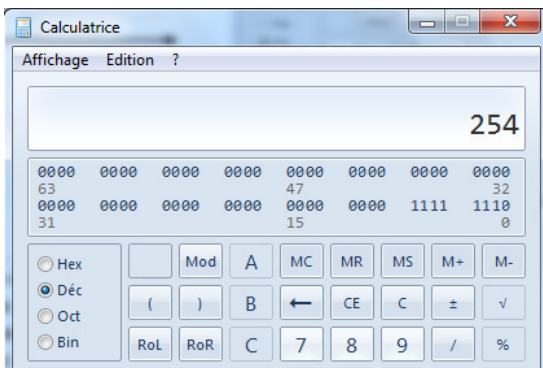 Calculatrice
Affichage Edition ?
254
0000 0000 0000 0000 0000 0000 0000 0000
63 47 32
0000 0000 0000 0000 0000 0000 1111 1110
31 15 0
Hex Mod A MC MR MS M+ M-
Déc ( ) B ← CE C ± √
Oct
Bin RoL RoR C 7 8 9 / %